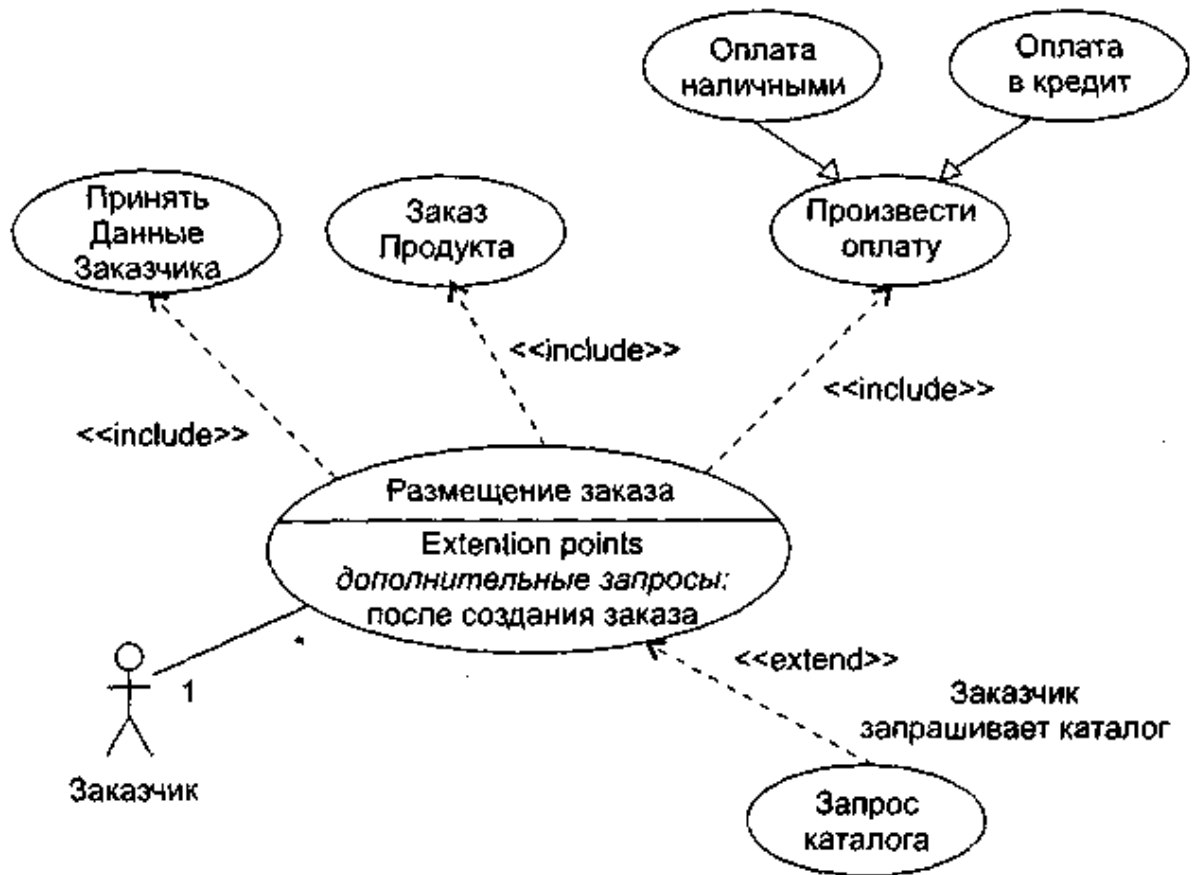 Оплата
наличными
Оплата
в кредит
Принять
Данные
Заказчика
Заказ
Продукта
Произвести
оплату
<<include>>
<<include>>
<<include>>
Размещение заказа
Extention points
дополнительные запросы:
после создания заказа
*
1
Заказчик
<<extend>>
Заказчик
запрашивает каталог
Запрос
каталога